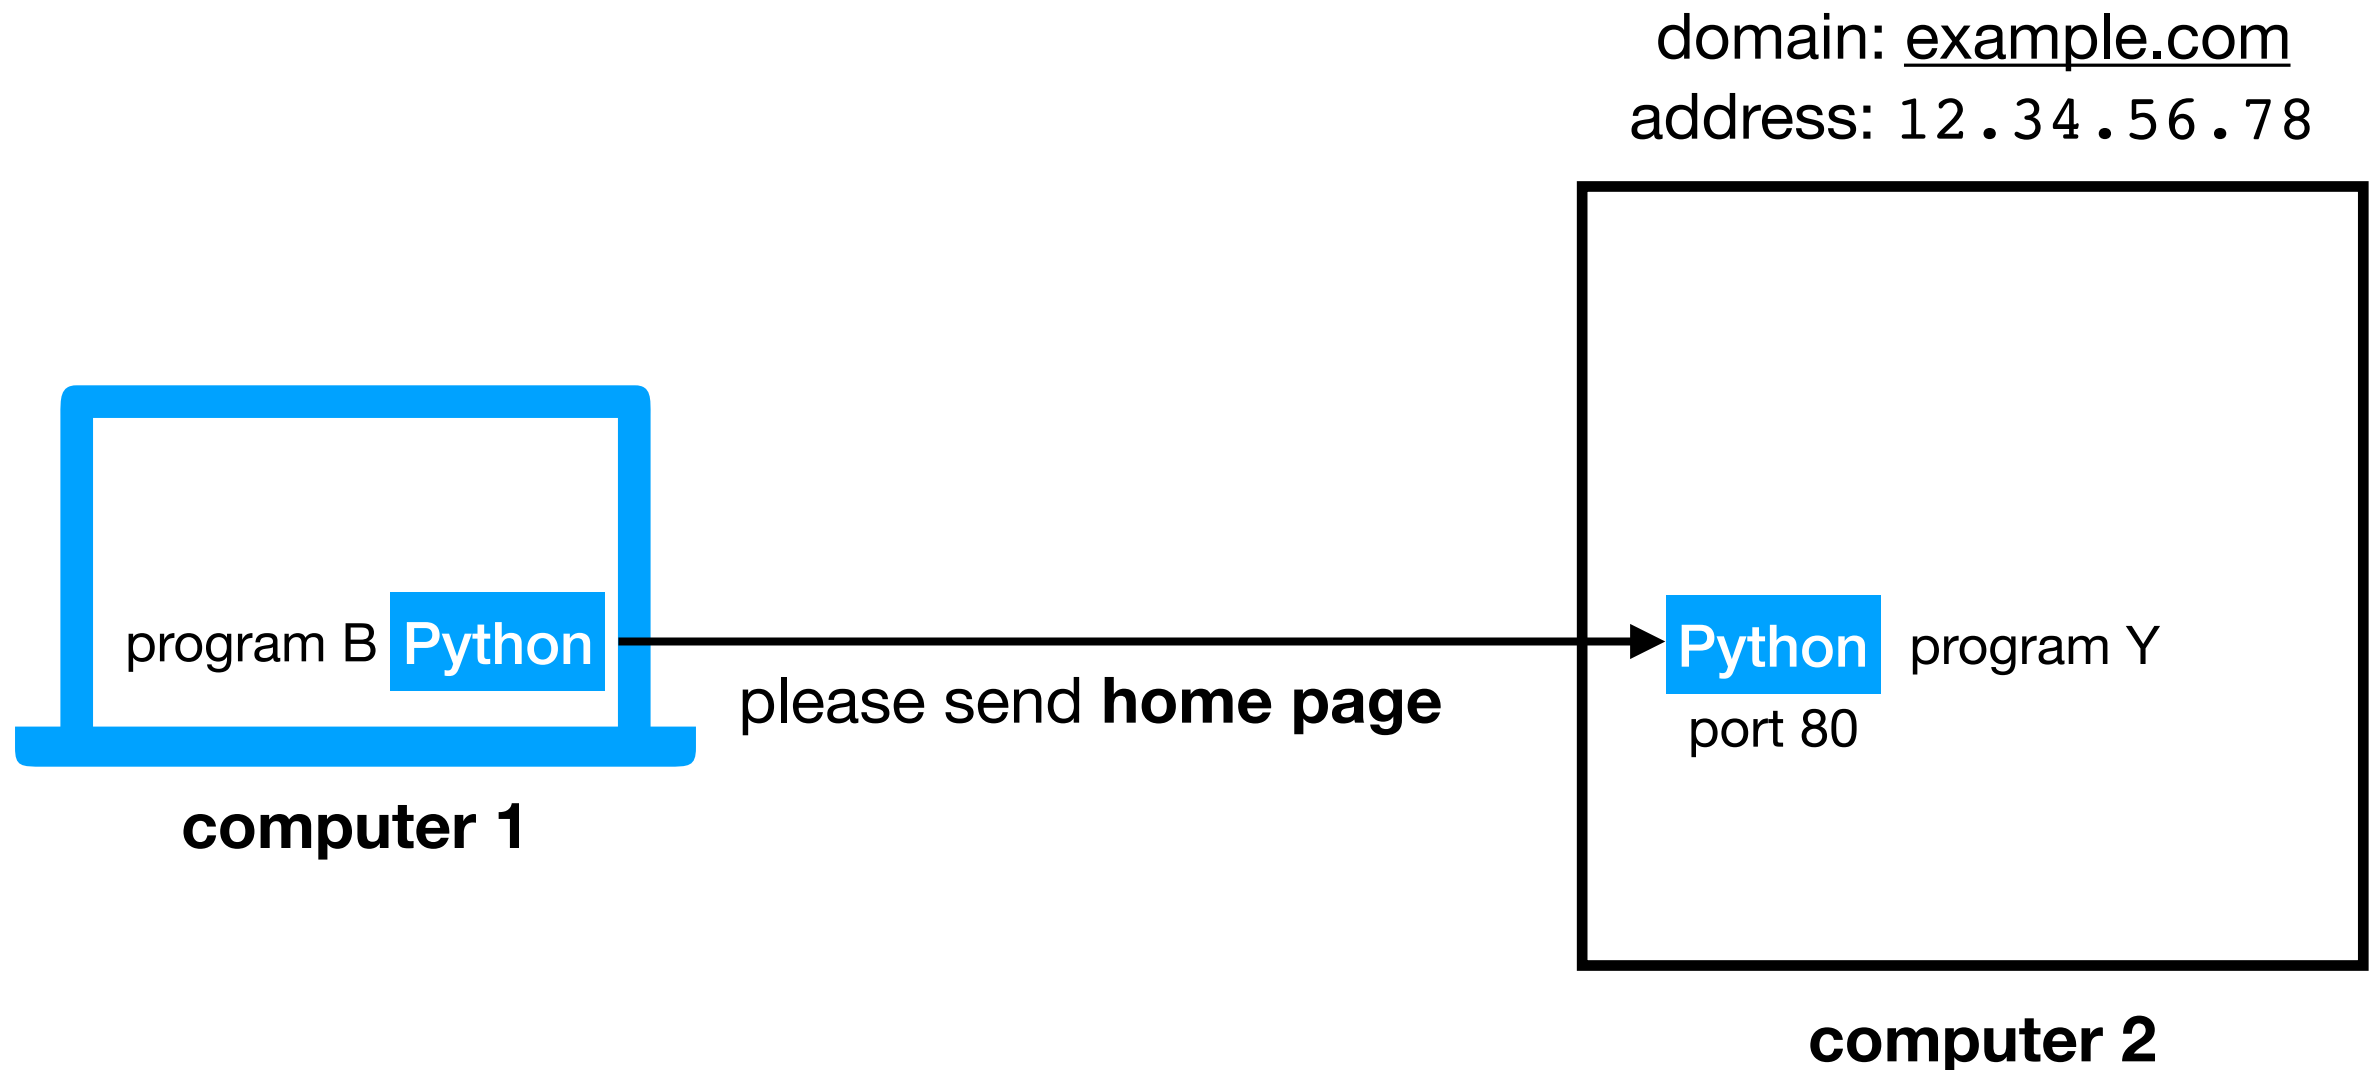 domain: example.com
address: 12.34.56.78
program B Python
please send home page
Python program Y
port 80
computer 1
computer 2